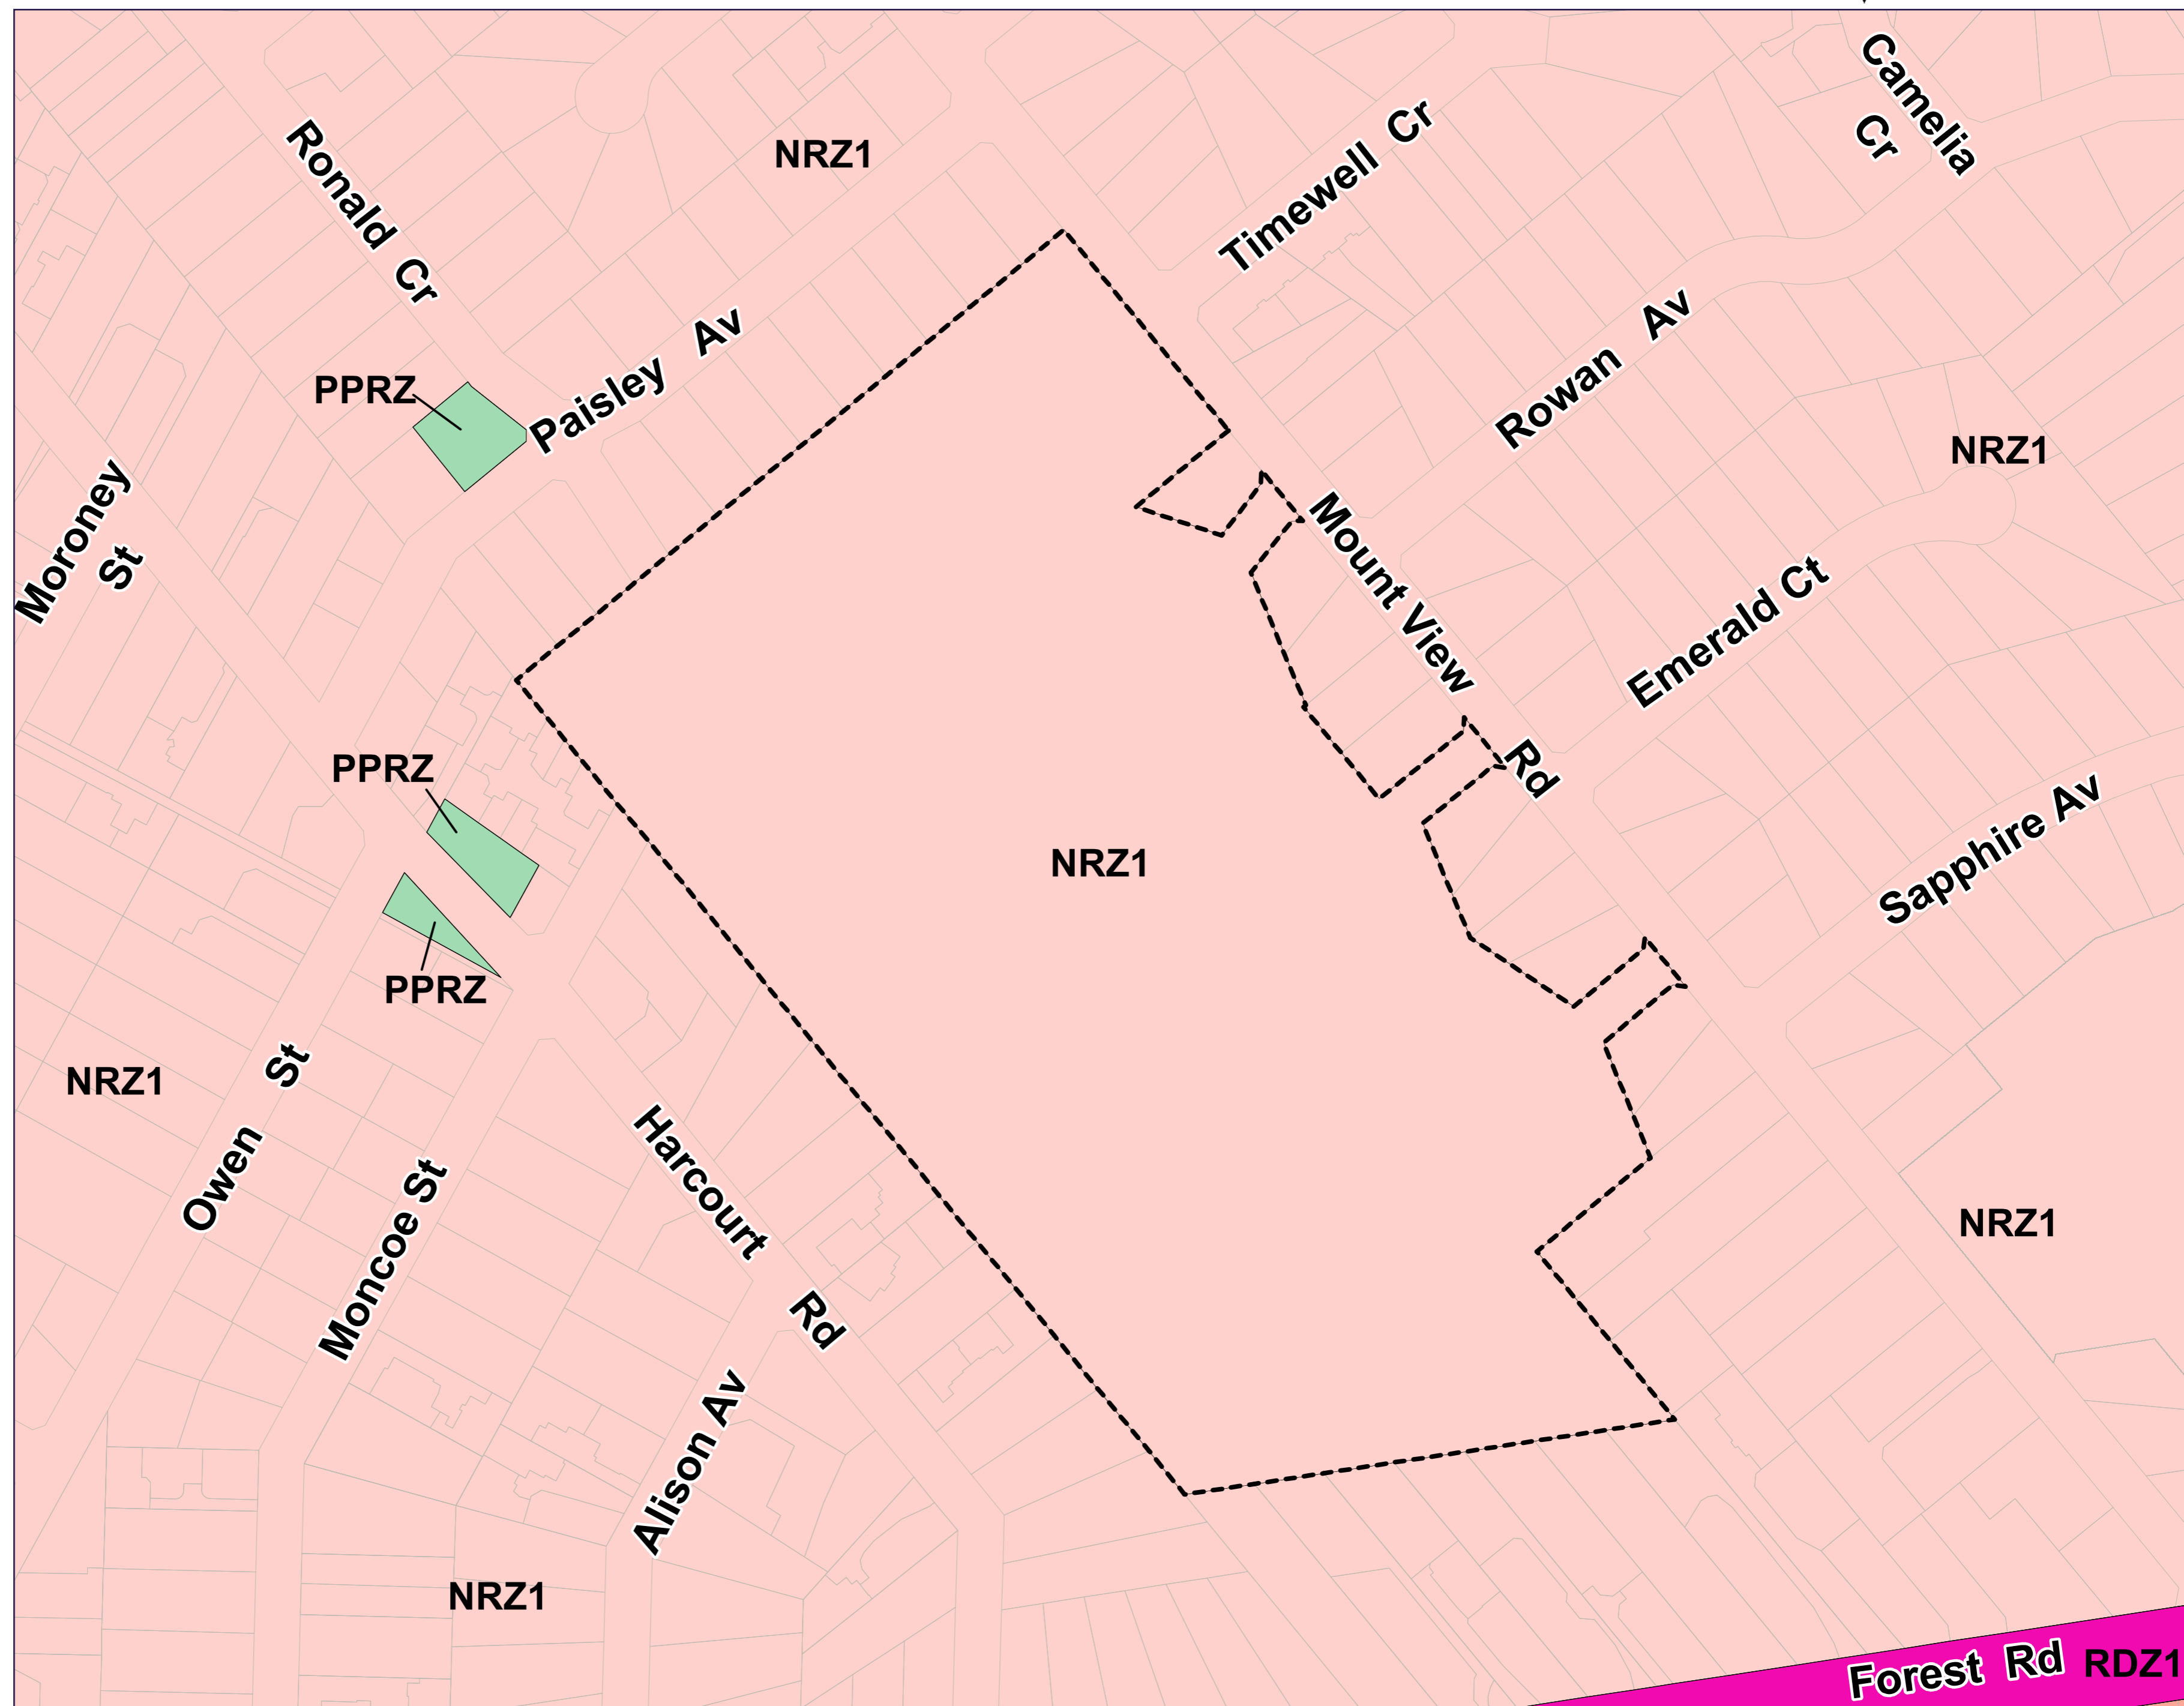 Camelia
Cr
Ronald Cr
NRZ1
Timewell Cr
Paisley Av
Rowan Av
PPRZ
NRZ1
Moroney
St
Mount View Rd
Emerald Ct
PPRZ
NRZ1
Sapphire Av
PPRZ
NRZ1
Owen St
Moncoe St
Harcourt Rd
NRZ1
Alison Av
NRZ1
Forest Rd RDZ1